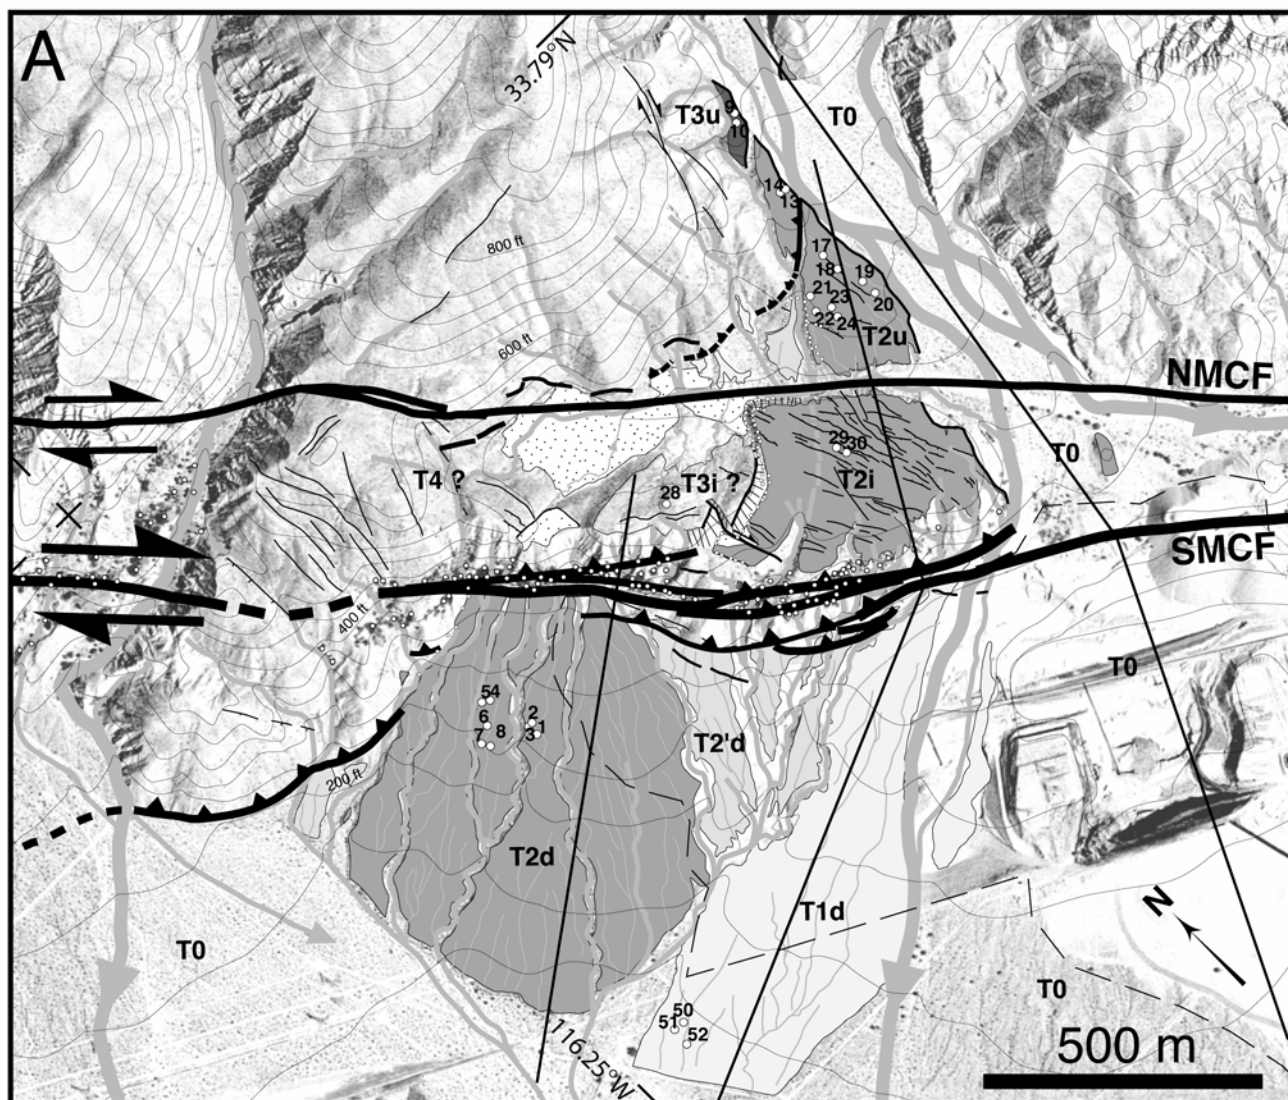 A
33.79°N
T3u
9
10
T0
14
13
17
18
19
20
21
23
22
24
T2u
800 ft
600 ft
NMCF
29
30
T2i
T0
T4 ?
T3i ?
28
SMCF
400 ft
T0
54
6
7
8
2
1
3
T2'd
200 ft
T2d
T1d
N
T0
T0
50
51
52
116.25°W
500 m